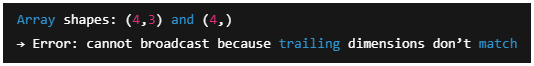 Array shapes: (4,3) and (4,)
→ Error: cannot broadcast because trailing dimensions don’t match